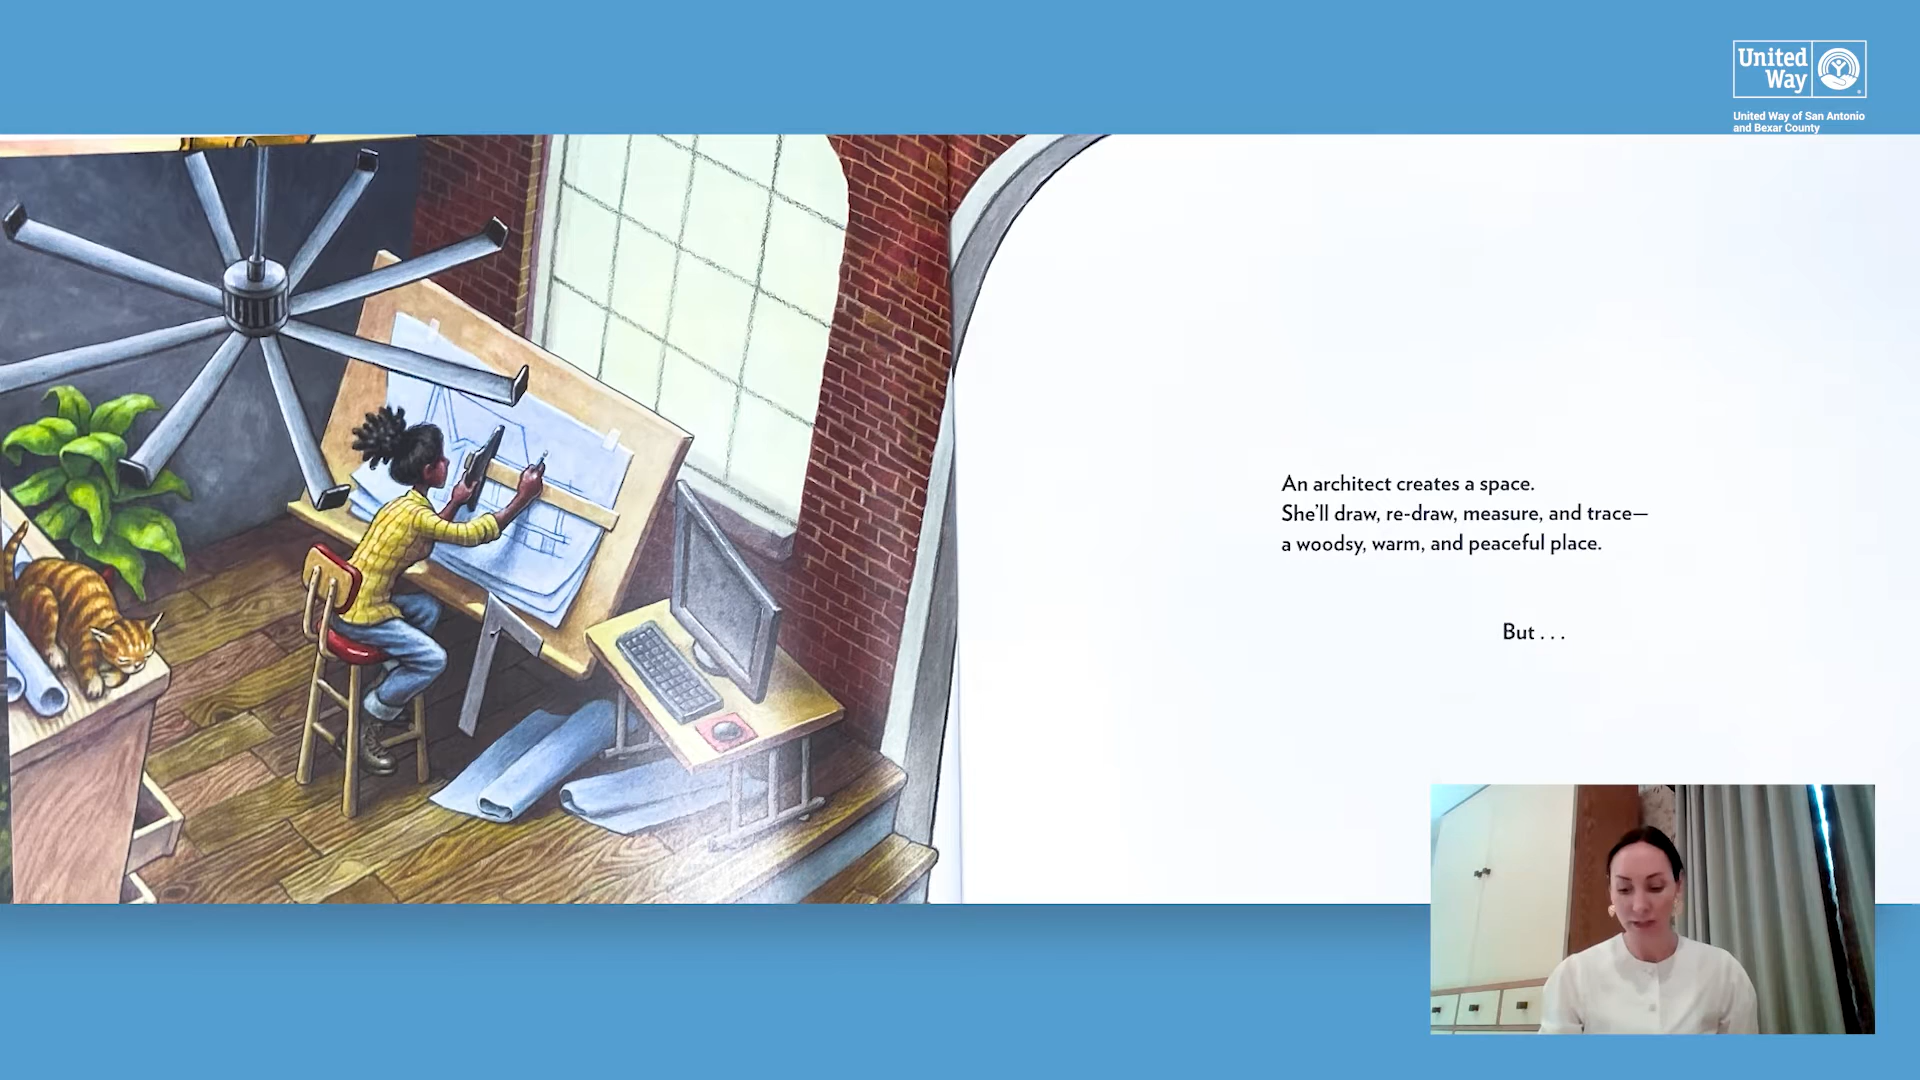 United
Way
United Way of San Antonio
and Bexar County
An architect creates a space.
She'll draw, re-draw, measure, and trace—
a woodsy, warm, and peaceful place.
But . . .